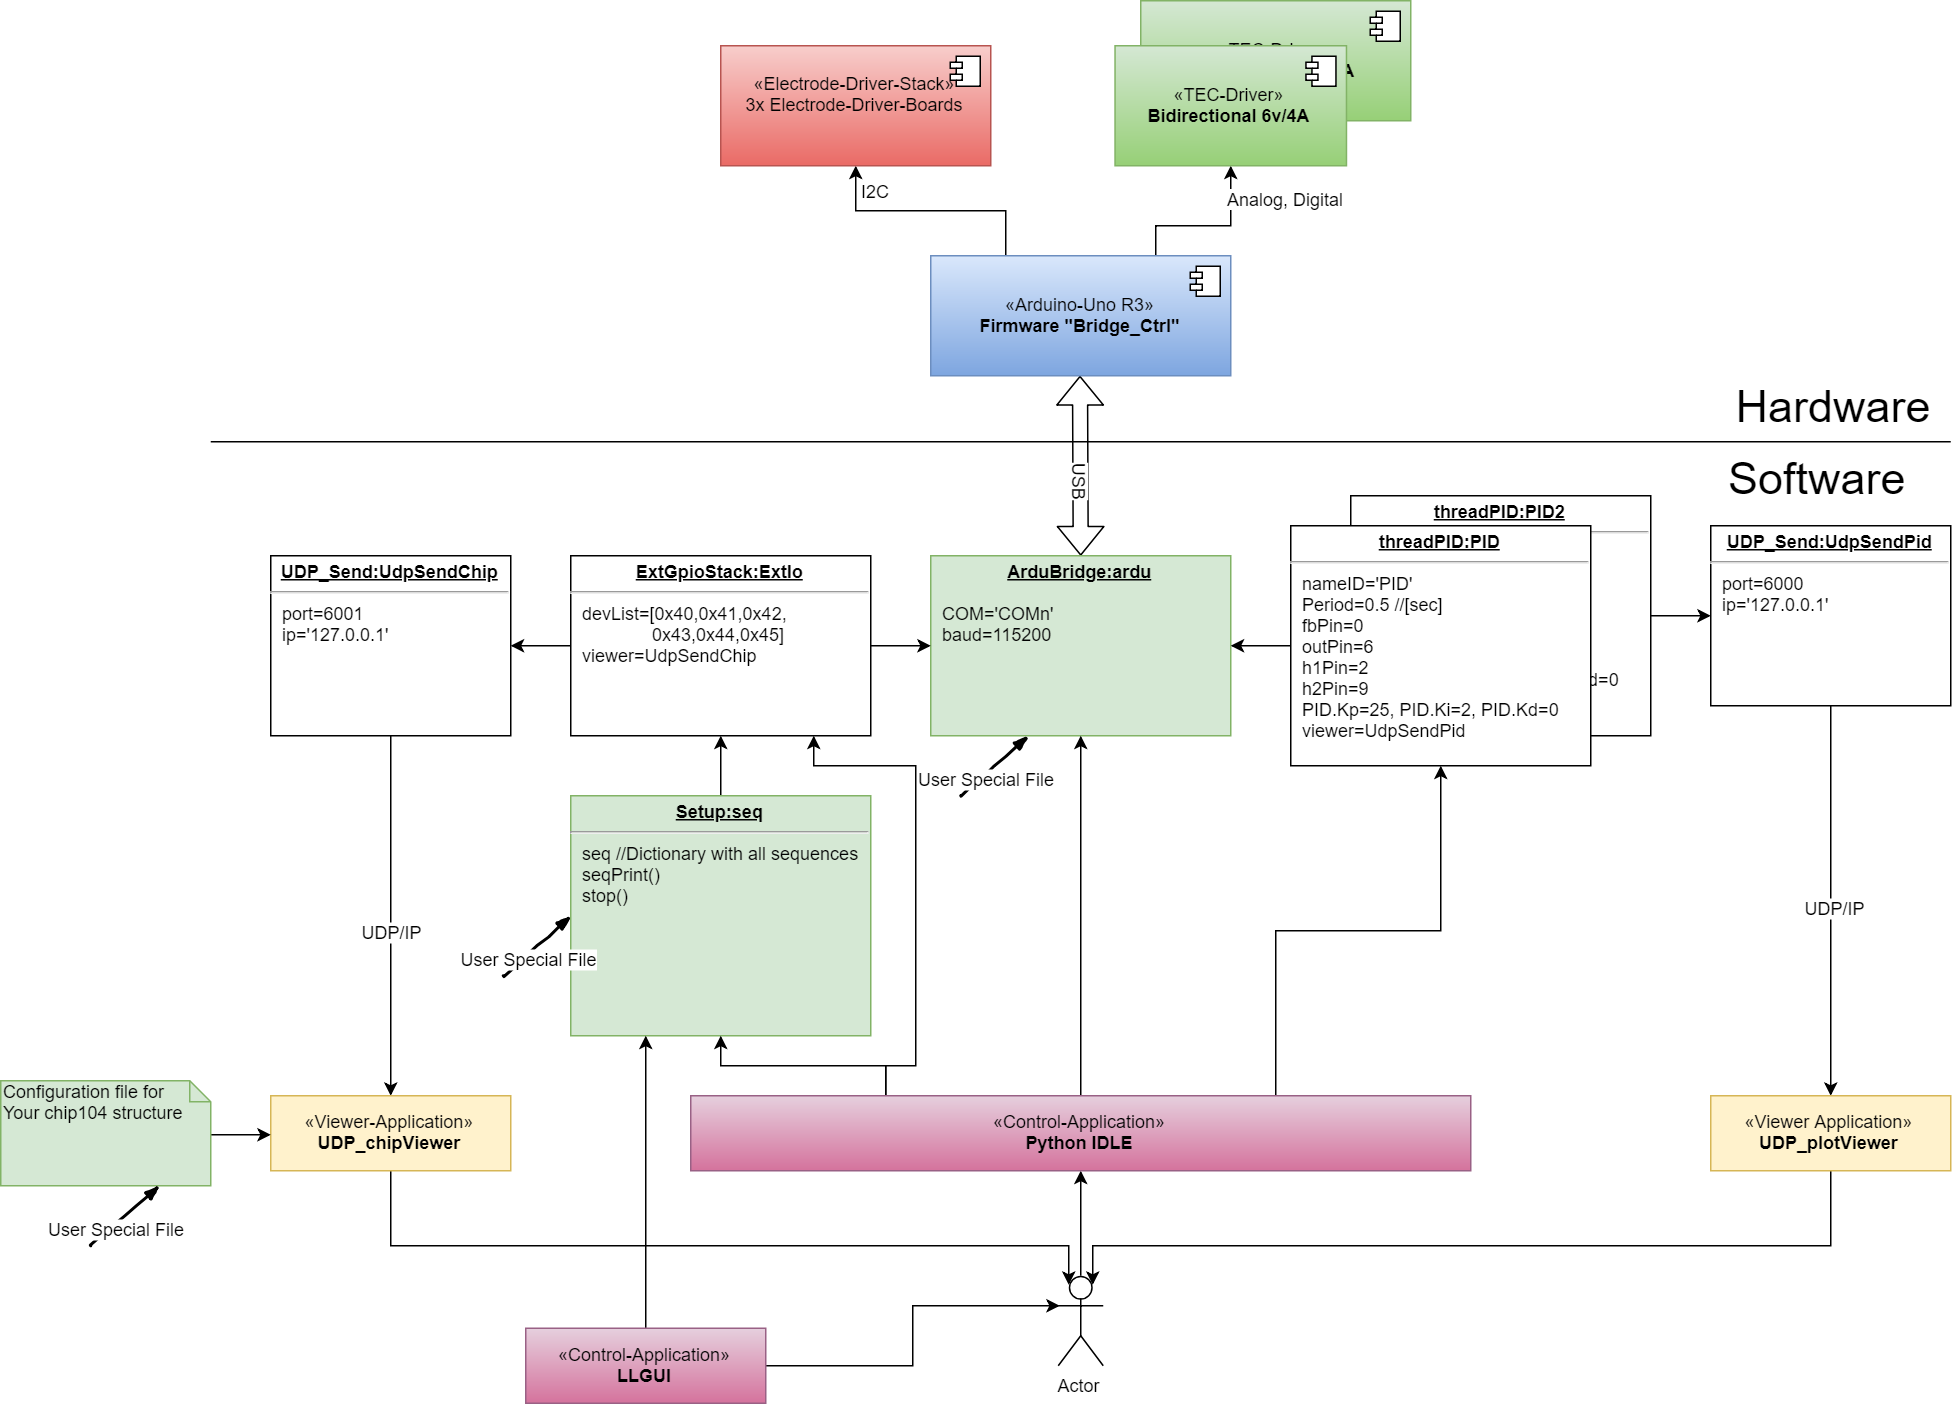 «Electrode-Driver-Stack»
3x Electrode-Driver-Boards
«TEC-Driver»
Bidirectional 6v/4A
I2C
Analog, Digital
«Arduino-Uno R3»
Firmware "Bridge_Ctrl"
Hardware
USB
Software
UDP_Send:UdpSendChip
port=6001
ip='127.0.0.1'
ExtGpioStack:ExtIo
devList=[0x40,0x41,0x42,
0x43,0x44,0x45]
viewer=UdpSendChip
ArduBridge:ardu
COM='COMn'
baud=115200
threadPID:PID2
d=0
threadPID:PID
nameID='PID'
Period=0.5 //[sec]
fbPin=0
outPin=6
h1Pin=2
h2Pin=9
PID.Kp=25, PID.Ki=2, PID.Kd=0
viewer=UdpSendPid
UDP_Send:UdpSendPid
port=6000
ip='127.0.0.1'
User Special File
Setup:seq
seq //Dictionary with all sequences
seqPrint()
stop()
User Special File
UDP/IP
UDP/IP
Configuration file for
Your chip104 structure
User Special File
«Viewer-Application»
UDP_chipViewer
«Control-Application»
Python IDLE
«Viewer Application»
UDP_plotViewer
«Control-Application»
LLGUI
Actor